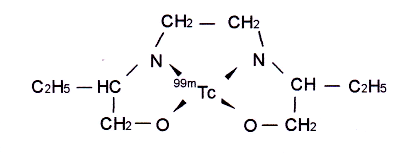 CH2 — CH2
N N
99mTc
C2H5 — HC CH — C2H5
CH2 — O O — CH2